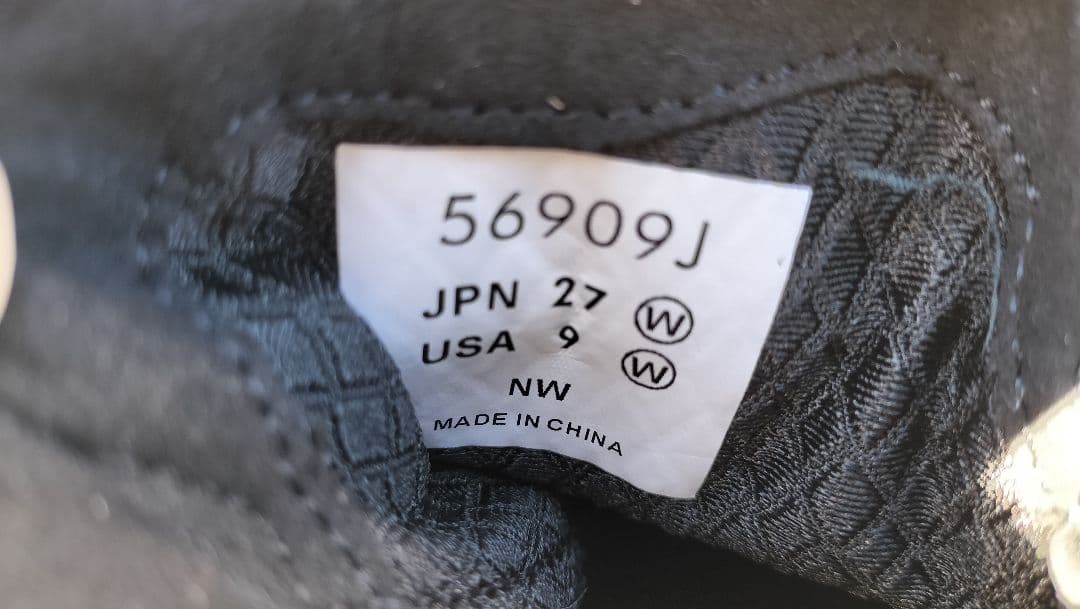 56909J
JPN 27 Ⓦ
USA 9 Ⓦ
NW
MADE IN CHINA